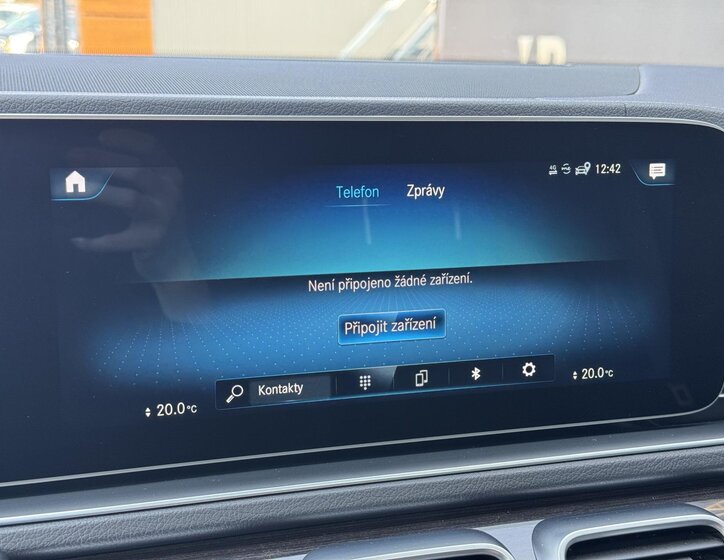 4G 12:42
Telefon Zprávy
Není připojeno žádné zařízení.
Připojit zařízení
Kontakty
20.0°C
20.0°C